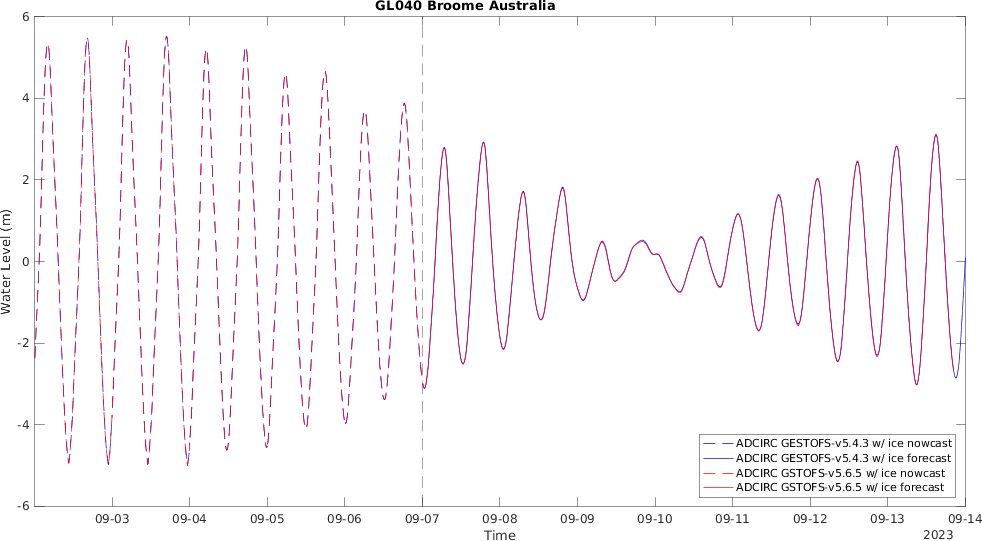 GL040 Broome Australia
6
4
2
0
-2
-4
-6
Water Level (m)
ADCIRC GESTOFS-v5.4.3 w/ ice nowcast
ADCIRC GESTOFS-v5.4.3 w/ ice forecast
ADCIRC GSTOFS-v5.6.5 w/ ice nowcast
ADCIRC GSTOFS-v5.6.5 w/ ice forecast
09-03 09-04 09-05 09-06 09-07 09-08 09-09 09-10 09-11 09-12 09-13 09-14
Time
2023